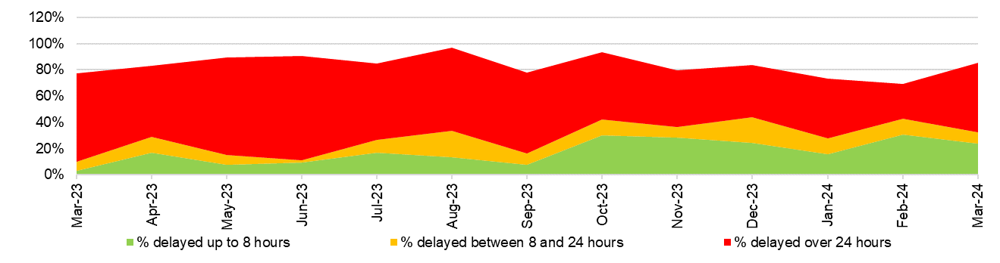 120%
100%
80%
60%
40%
20%
0%
Mar-23
Apr-23
May-23
Jun-23
Jul-23
Aug-23
Sep-23
Oct-23
Nov-23
Dec-23
Jan-24
Feb-24
Mar-24
% delayed up to 8 hours
% delayed between 8 and 24 hours
% delayed over 24 hours